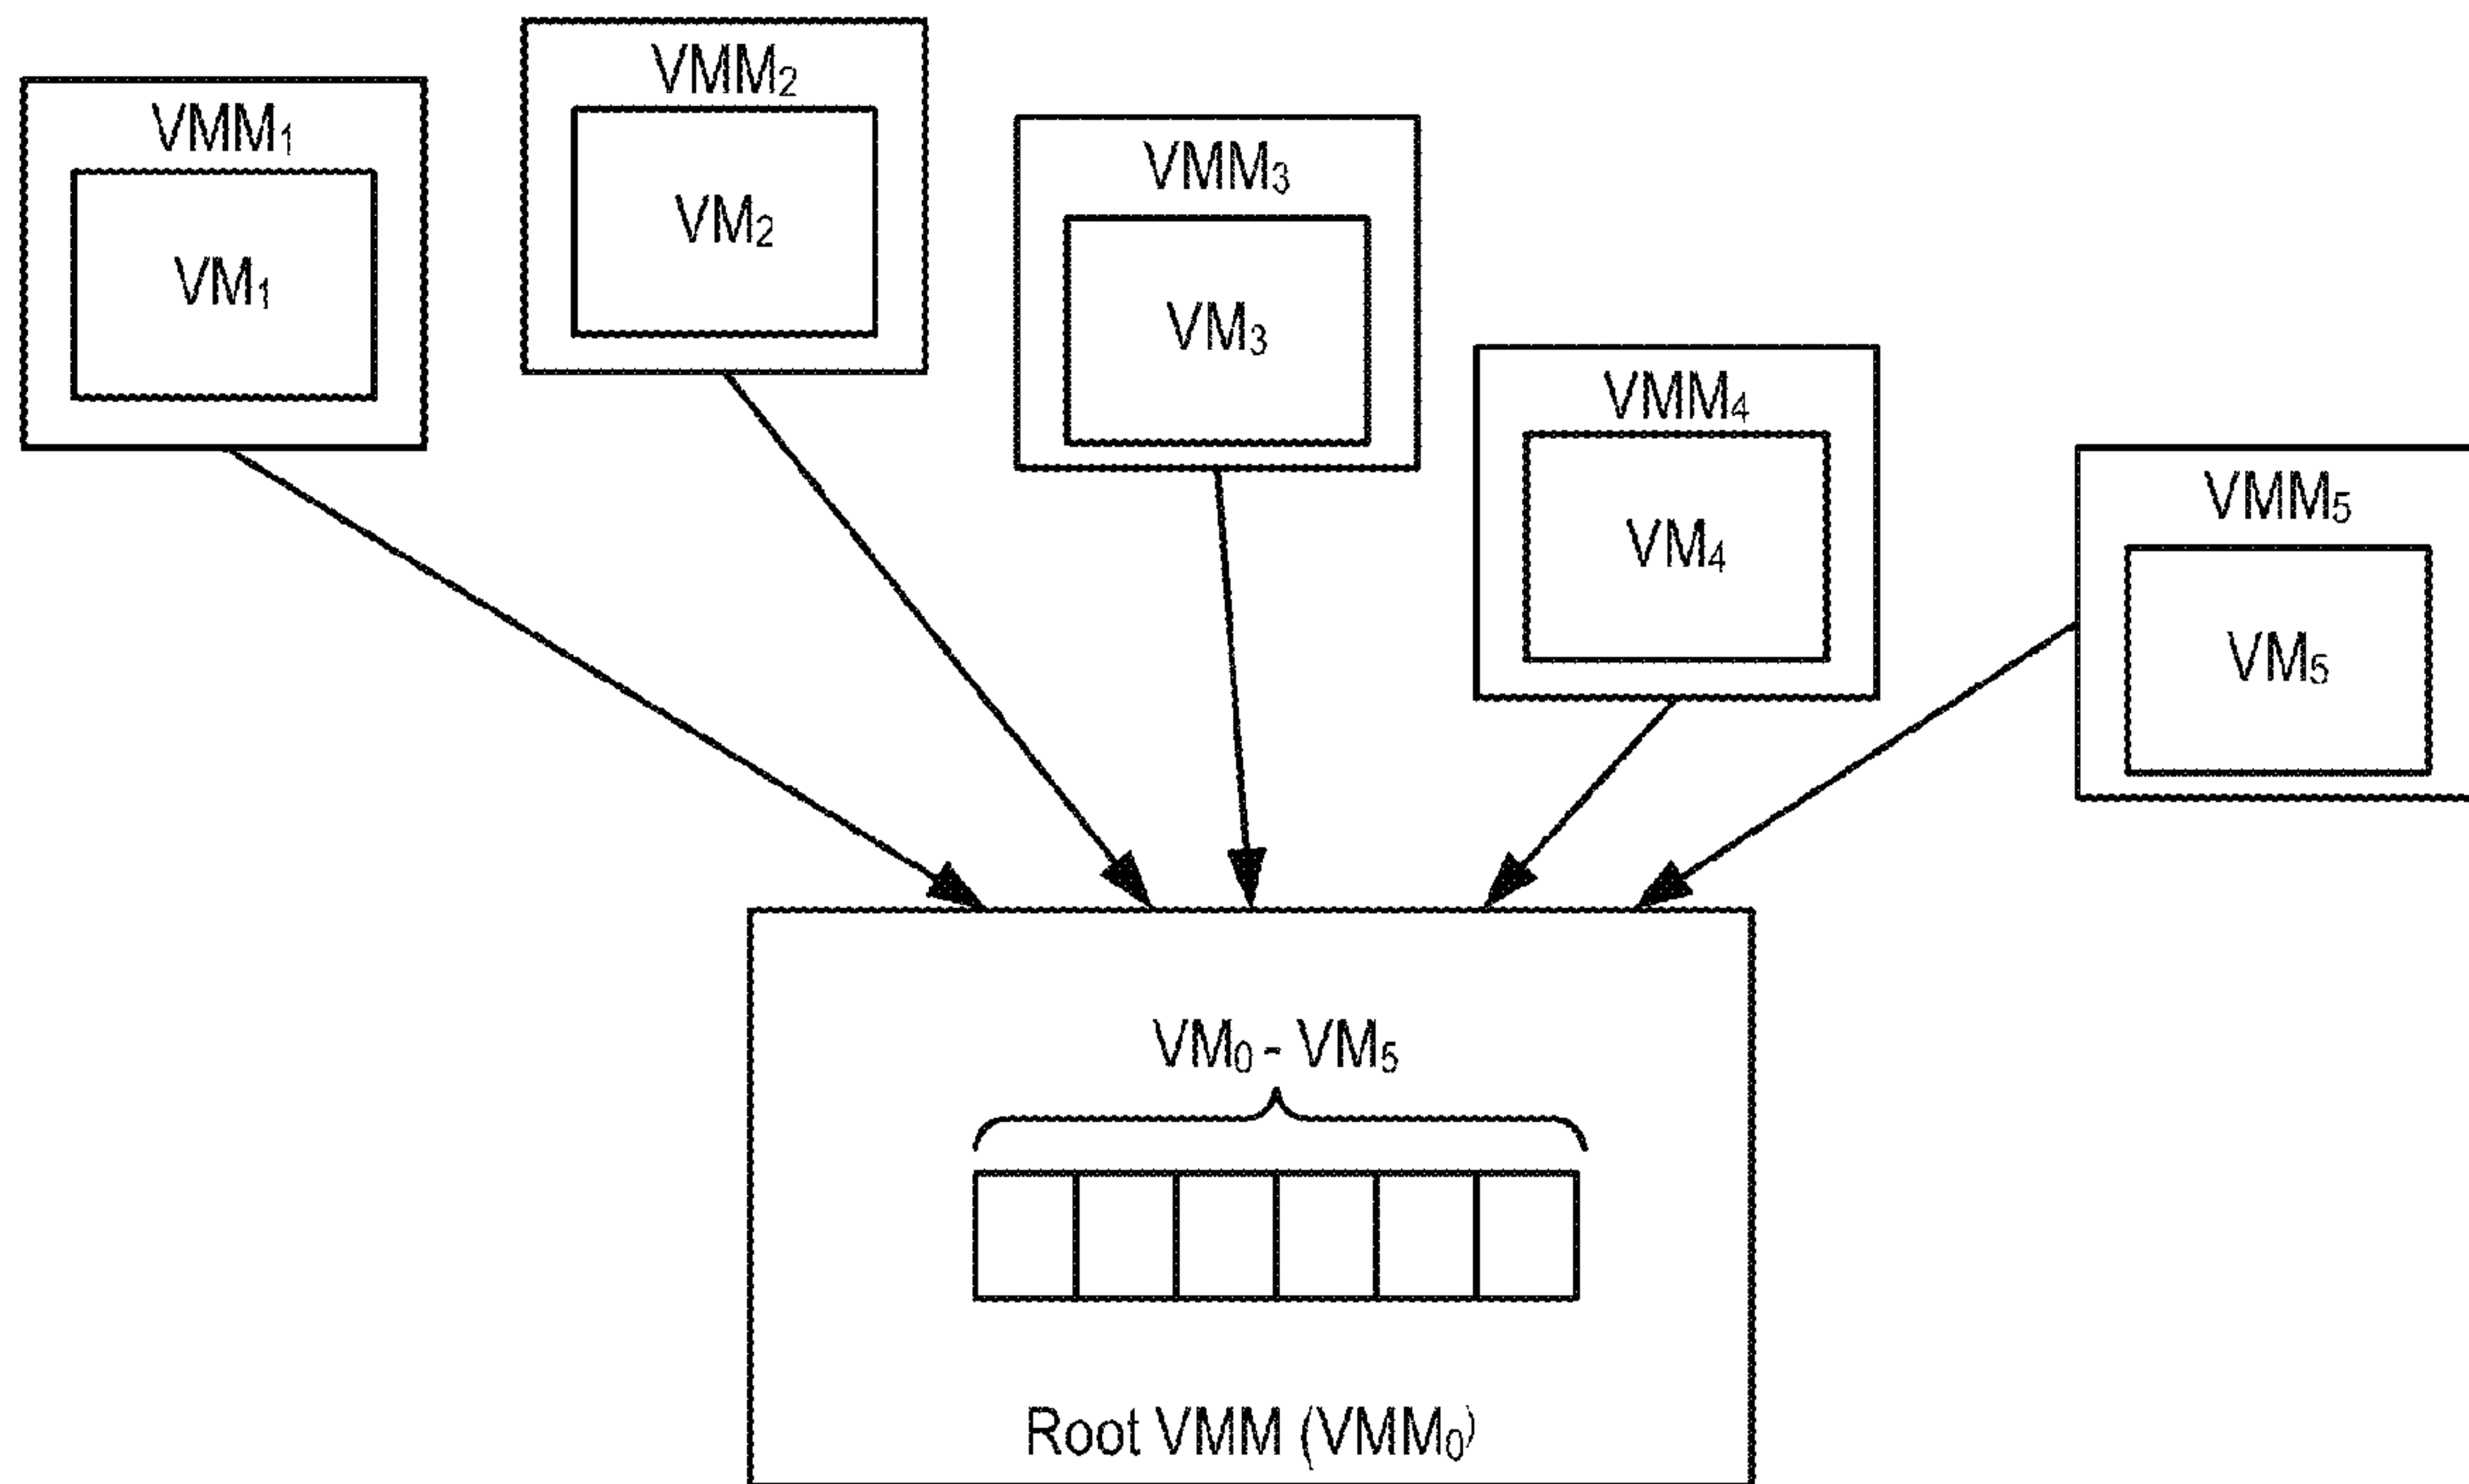 VMM₁
VM₁
VMM₂
VM₂
VMM₃
VM₃
VMM₄
VM₄
VMM₅
VM₅
VM₀ - VM₅
Root VMM (VMM₀)